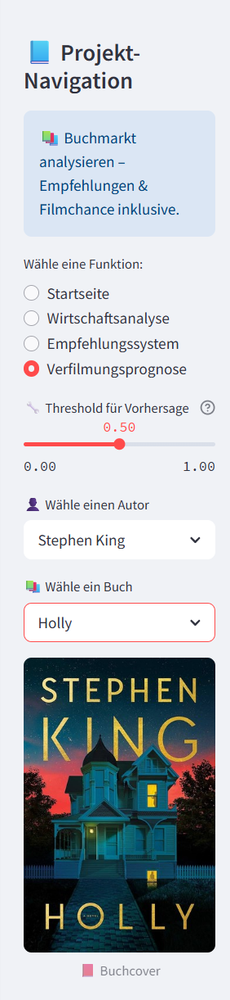 Projekt-
Navigation
Buchmarkt
analysieren –
Empfehlungen &
Filmchance inklusive.
Wähle eine Funktion:
Startseite
Wirtschaftsanalyse
Empfehlungssystem
Verfilmungsprognose
Threshold für Vorhersage ?
0.50
0.00 1.00
Wähle einen Autor
Stephen King
Wähle ein Buch
Holly
STEPHEN
KING
HOLLY
A NOVEL
Buchcover